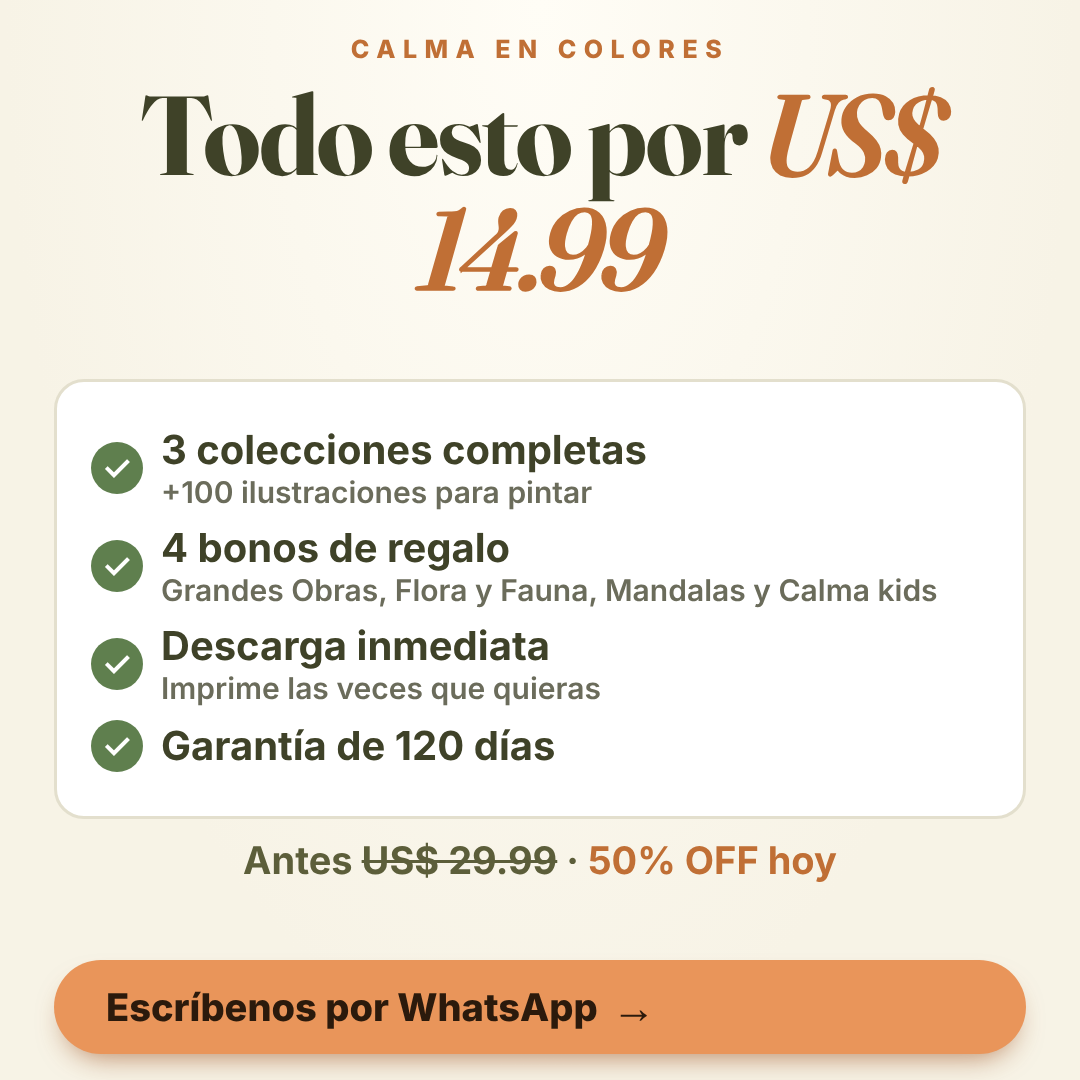 CALMA EN COLORES
Todo esto por US$
14.99
3 colecciones completas
+100 ilustraciones para pintar
4 bonos de regalo
Grandes Obras, Flora y Fauna, Mandalas y Calma kids
Descarga inmediata
Imprime las veces que quieras
Garantía de 120 días
Antes US$ 29.99 · 50% OFF hoy
Escríbenos por WhatsApp →